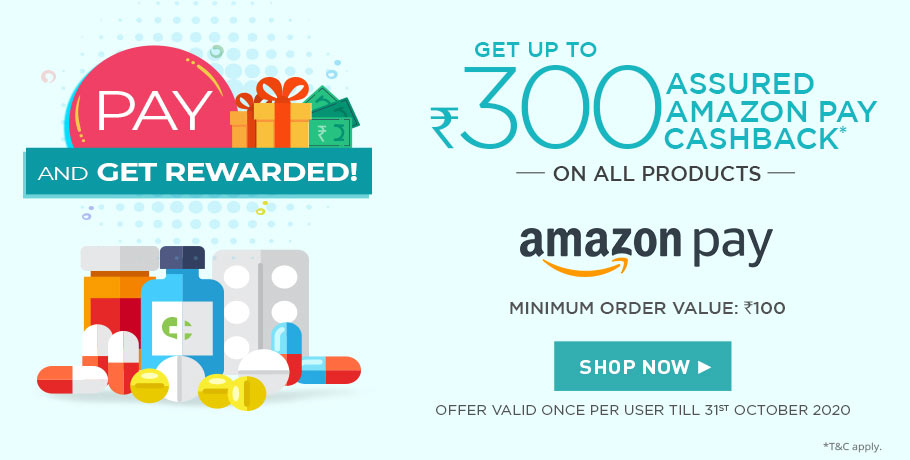 PAY
AND GET REWARDED!
GET UP TO
₹300 ASSURED
AMAZON PAY
CASHBACK*
ON ALL PRODUCTS
amazon pay
MINIMUM ORDER VALUE: ₹100
SHOP NOW ▶
OFFER VALID ONCE PER USER TILL 31ST OCTOBER 2020
*T&C apply.